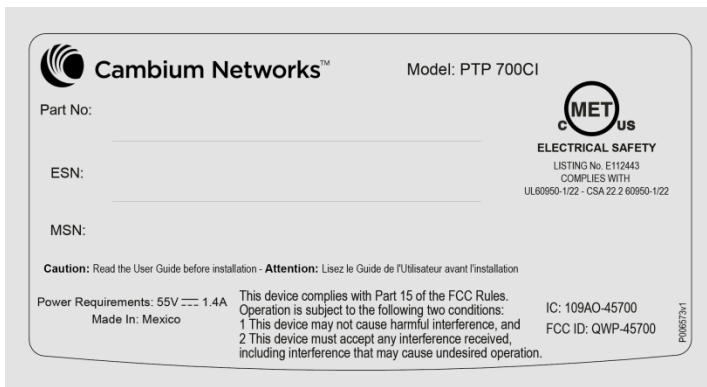 Cambium Networks™
Model: PTP 700CI
Part No:
ESN:
MSN:
c MET us
ELECTRICAL SAFETY
LISTING No. E112443
COMPLIES WITH
UL60950-1/22 - CSA 22.2 60950-1/22
Caution: Read the User Guide before installation - Attention: Lisez le Guide de l'Utilisateur avant l'installation
Power Requirements: 55V ⎓ 1.4A
Made In: Mexico
This device complies with Part 15 of the FCC Rules.
Operation is subject to the following two conditions:
1 This device may not cause harmful interference, and
2 This device must accept any interference received,
including interference that may cause undesired operation.
IC: 109AO-45700
FCC ID: QWP-45700
P006573v1